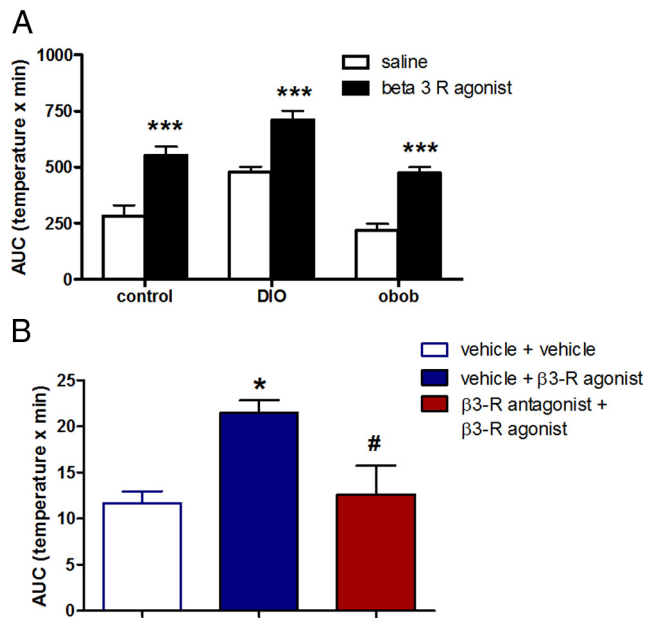 A
AUC (temperature x min)
1000
750
500
250
0
saline
beta 3 R agonist
***
***
***
control
DIO
obob
B
AUC (temperature x min)
25
20
15
10
5
0
vehicle + vehicle
vehicle + β3-R agonist
β3-R antagonist +
β3-R agonist
*
#